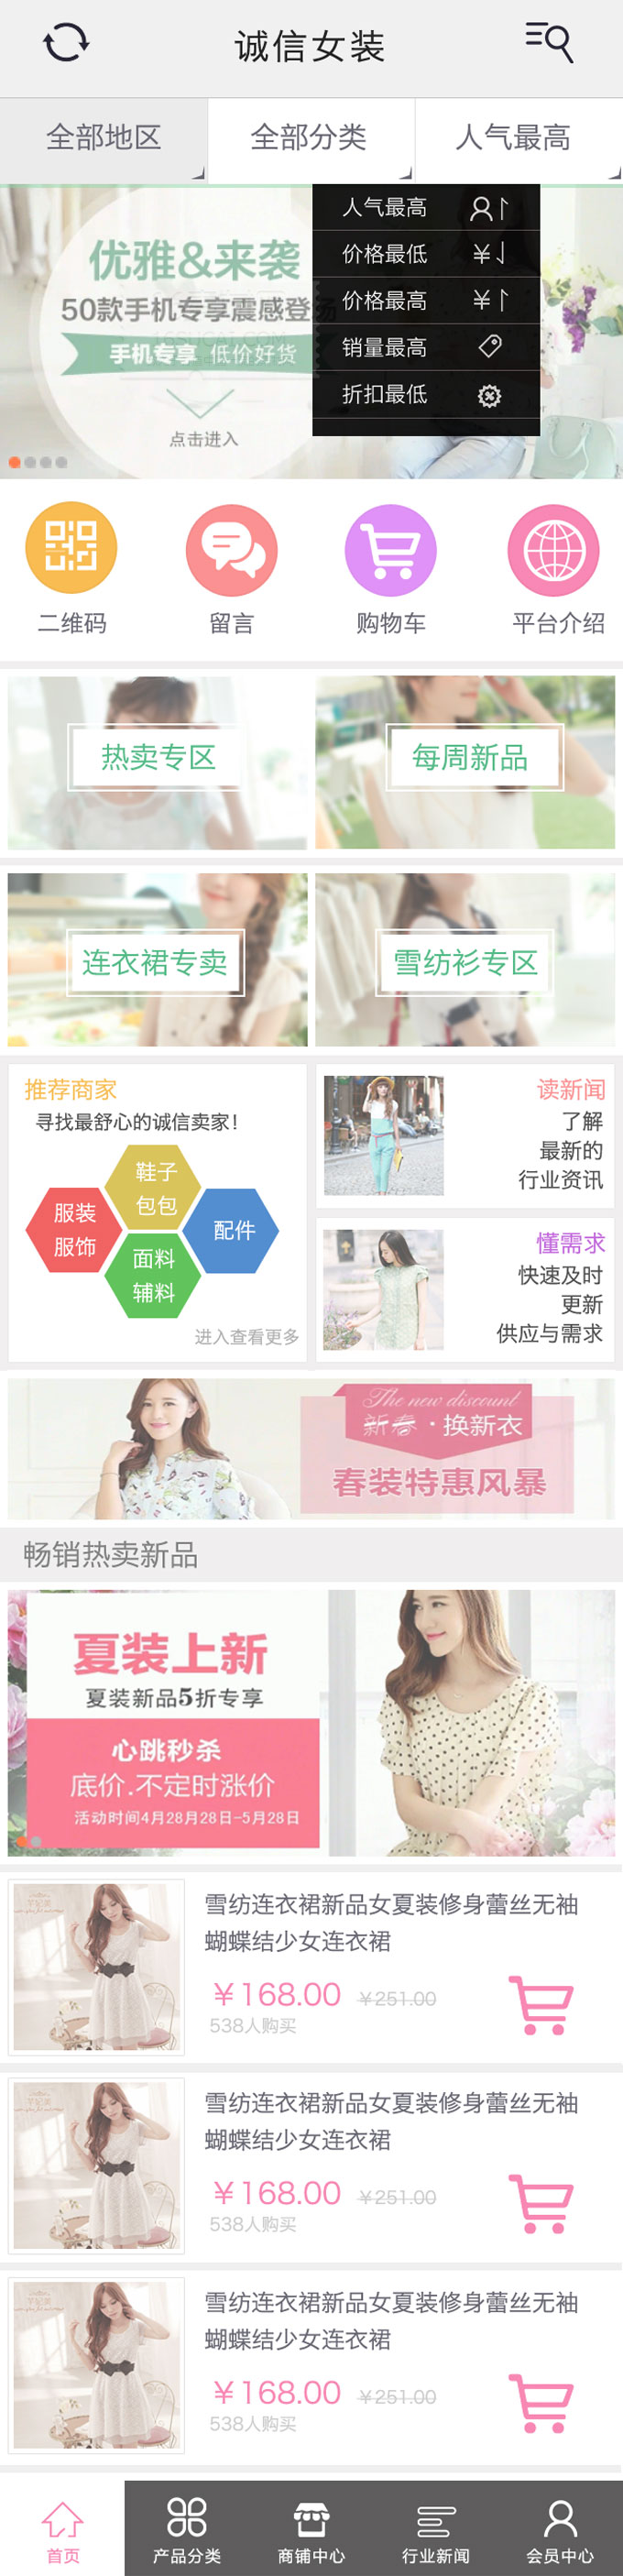 诚信女装
全部地区
全部分类
人气最高
人气最高
价格最低
价格最高
销量最高
折扣最低
优雅&来袭
50款手机专享震感登场
手机专享 低价好货
点击进入
二维码
留言
购物车
平台介绍
热卖专区
每周新品
连衣裙专卖
雪纺衫专区
推荐商家
寻找最舒心的诚信卖家!
鞋子
包包
服装
服饰
配件
面料
辅料
进入查看更多
读新闻
了解
最新的
行业资讯
懂需求
快速及时
更新
供应与需求
The new discount
新春·换新衣
春装特惠风暴
畅销热卖新品
夏装上新
夏装新品5折专享
心跳秒杀
底价.不定时涨价
活动时间4月28月28日-5月28日
雪纺连衣裙新品女夏装修身蕾丝无袖
蝴蝶结少女连衣裙
￥168.00 ￥251.00
538人购买
雪纺连衣裙新品女夏装修身蕾丝无袖
蝴蝶结少女连衣裙
￥168.00 ￥251.00
538人购买
雪纺连衣裙新品女夏装修身蕾丝无袖
蝴蝶结少女连衣裙
￥168.00 ￥251.00
538人购买
首页
产品分类
商铺中心
行业新闻
会员中心